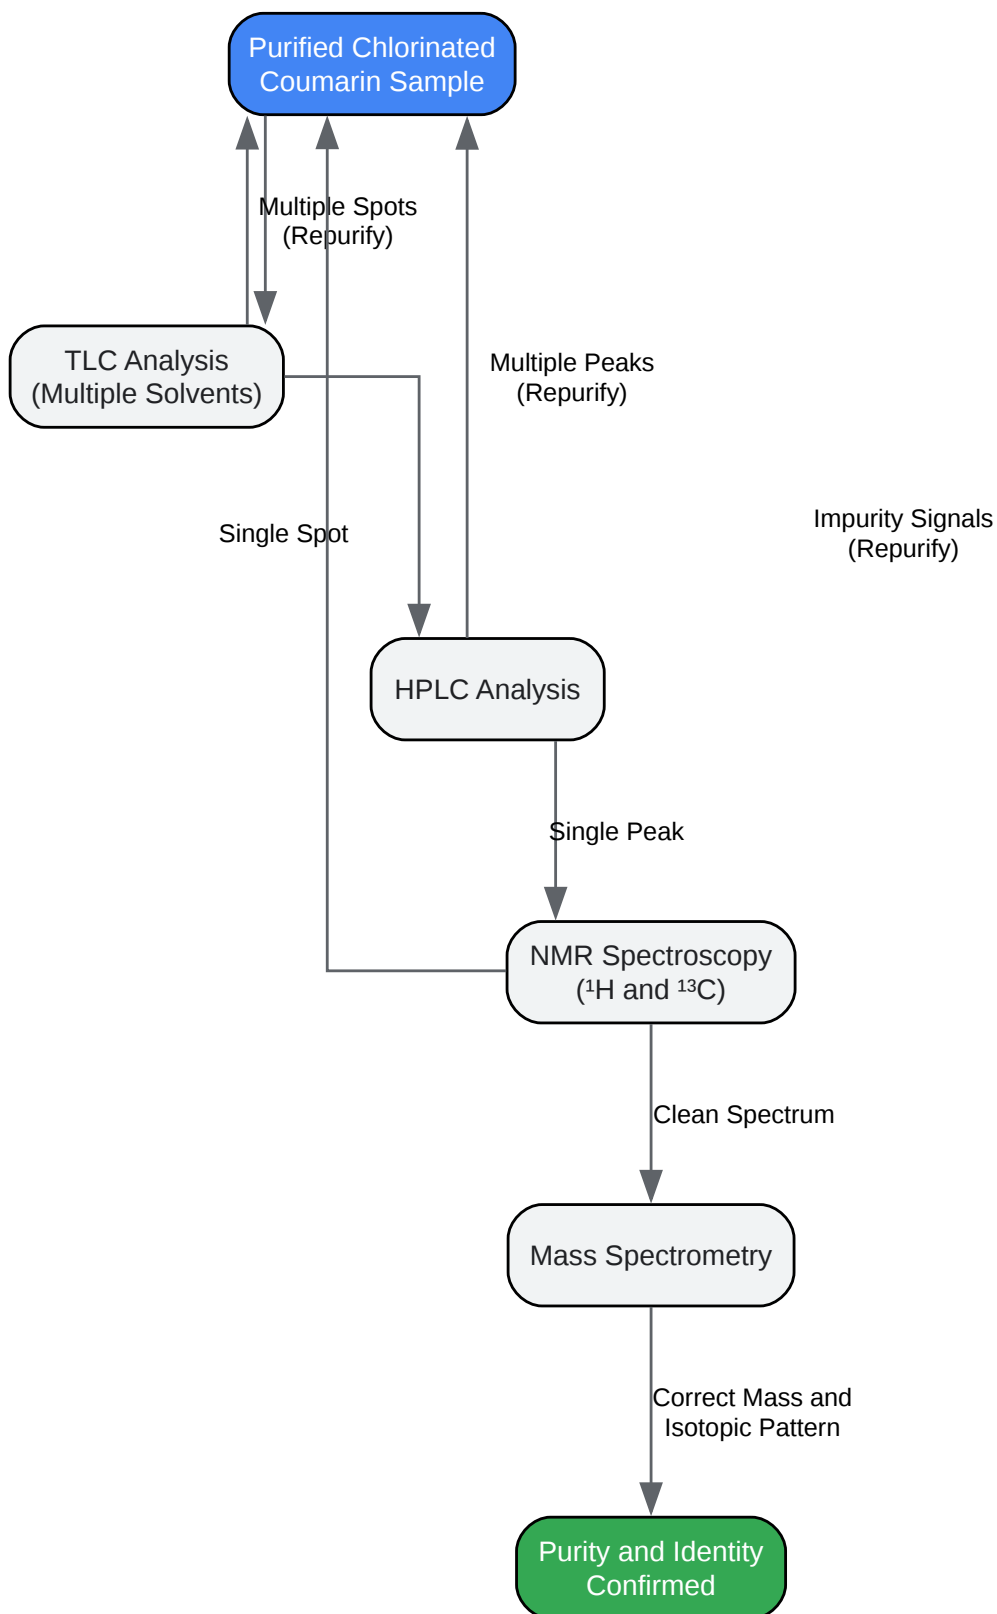 Purified Chlorinated
Coumarin Sample
Multiple Spots
(Repurify)
TLC Analysis
(Multiple Solvents)
Multiple Peaks
(Repurify)
Impurity Signals
(Repurify)
Single Spot
HPLC Analysis
Single Peak
NMR Spectroscopy
(¹H and ¹³C)
Clean Spectrum
Mass Spectrometry
Correct Mass and
Isotopic Pattern
Purity and Identity
Confirmed